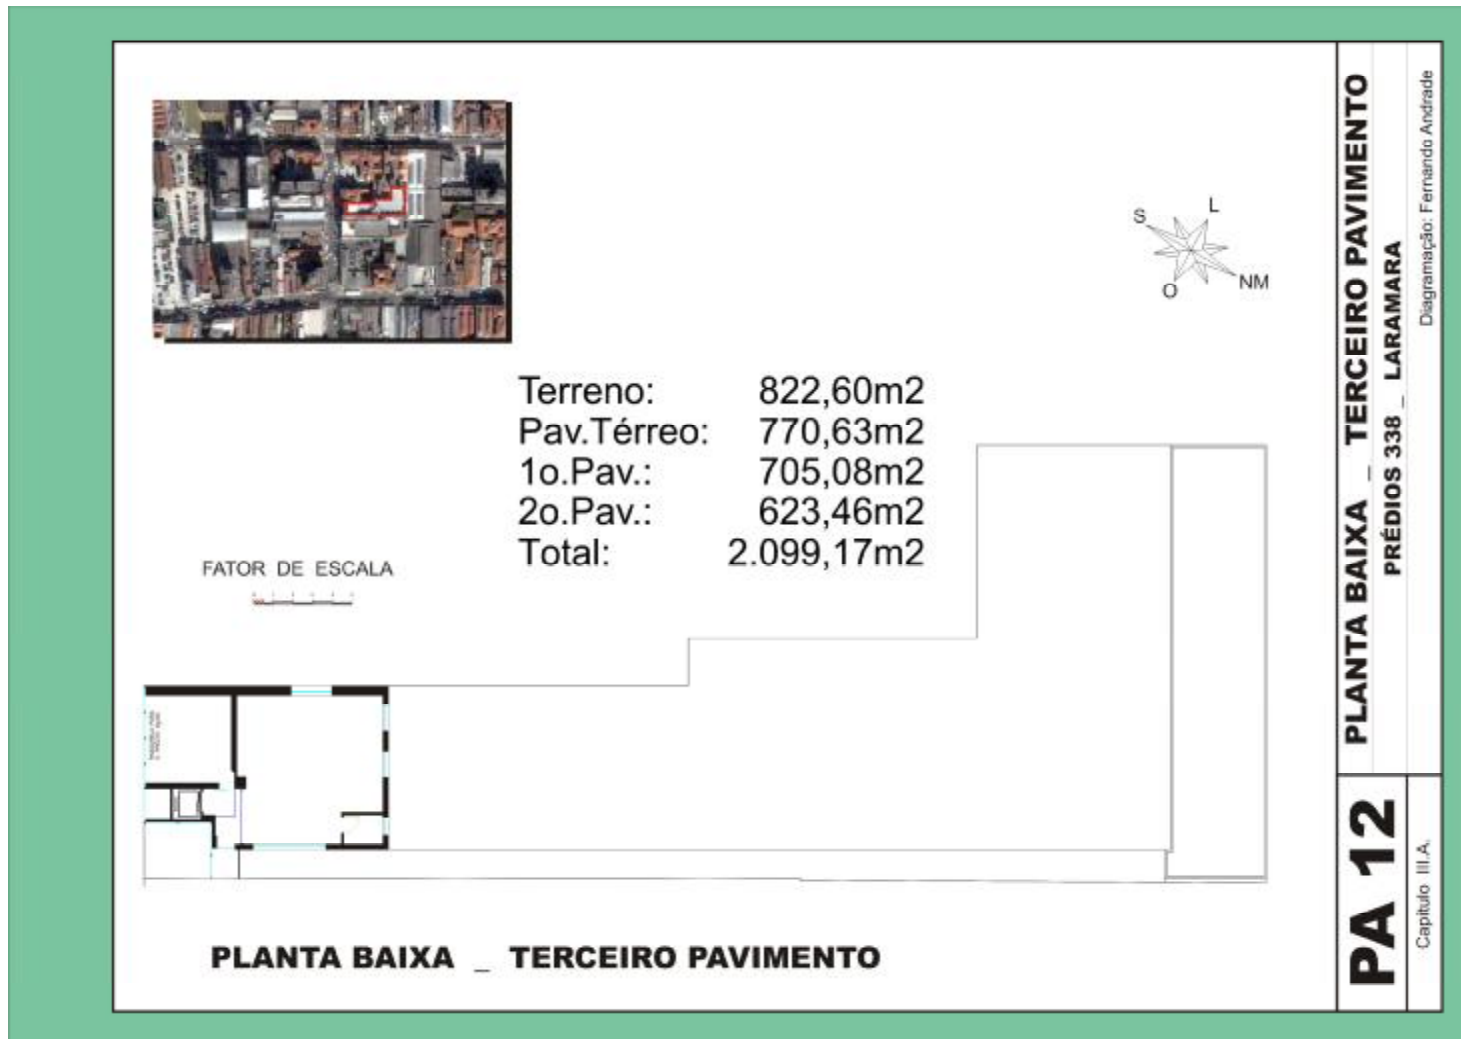 S
L
O
NM
Terreno: 822,60m2
Pav.Térreo: 770,63m2
1o.Pav.: 705,08m2
2o.Pav.: 623,46m2
Total: 2.099,17m2
FATOR DE ESCALA
PLANTA BAIXA _ TERCEIRO PAVIMENTO
PLANTA BAIXA _ TERCEIRO PAVIMENTO
PRÉDIOS 338 _ LARAMARA
Diagramação: Fernando Andrade
PA 12
Capítulo III.A.